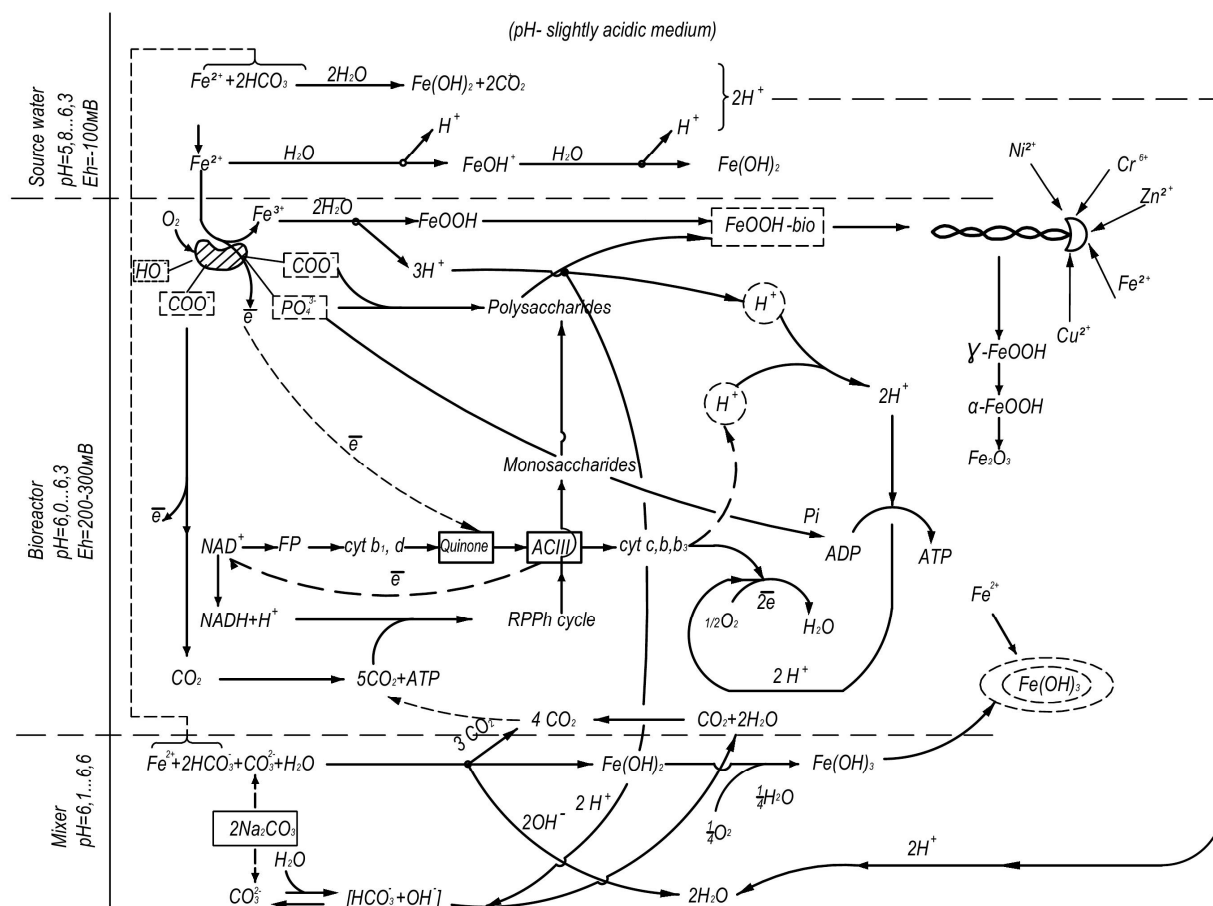 (pH- slightly acidic medium)
Source water
pH=5,8...6,3
Eh=-100мВ
Fe²⁺+2HCO₃
2H₂O
Fe(OH)₂+2CO₂
2H⁺
Fe²⁺
H₂O
H⁺
FeOH⁺
H₂O
H⁺
Fe(OH)₂
Bioreactor
pH=6,0...6,3
Eh=200-300мВ
O₂
Fe³⁺
2H₂O
FeOOH
FeOOH-bio
3H⁺
HO⁻
COO⁻
COO⁻
PO₄³⁻
e̅
Polysaccharides
H⁺
H⁺
2H⁺
Ni²⁺
Cr⁶⁺
Zn²⁺
Fe²⁺
Cu²⁺
γ-FeOOH
α-FeOOH
Fe₂O₃
e̅
Monosaccharides
e̅
Pi
ADP
ATP
NAD⁺
FP
cyt b₁, d
Quinone
ACIII
cyt c,b,b₃
e̅
1/2O₂
2e̅
H₂O
NADH+H⁺
RPPh cycle
2 H⁺
CO₂
5CO₂+ATP
4 CO₂
CO₂+2H₂O
Fe²⁺
Fe(OH)₃
Mixer
pH=6,1...6,6
3 CO₂
Fe²⁺+2HCO₃⁻+CO₃²⁻+H₂O
Fe(OH)₂
Fe(OH)₃
¼H₂O
¼O₂
2 H⁺
2OH⁻
2Na₂CO₃
H₂O
CO₃²⁻
[HCO₃⁻+OH⁻]
2H₂O
2H⁺